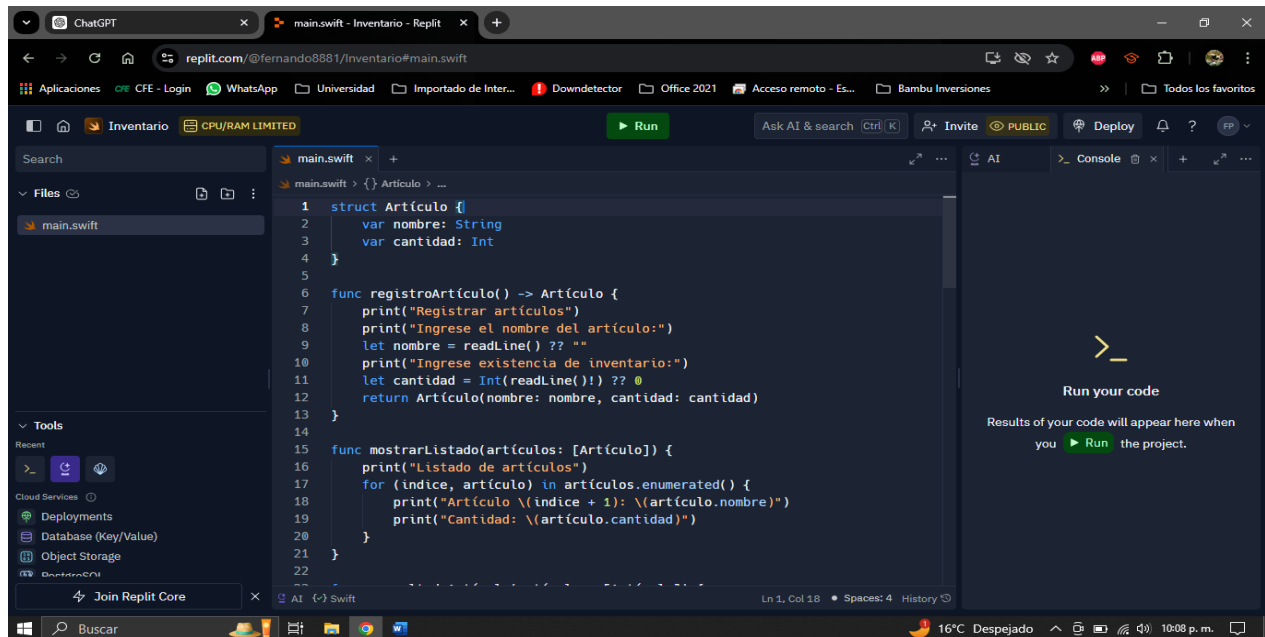 ChatGPT
main.swift - Inventario - Replit
replit.com/@fernando8881/Inventario#main.swift
ABP
Aplicaciones
CFE CFE - Login
WhatsApp
Universidad
Importado de Inter...
Downdetector
Office 2021
Acceso remoto - Es...
Bambu Inversiones
Todos los favoritos
Inventario
CPU/RAM LIMITED
Run
Ask AI & search Ctrl K
Invite
PUBLIC
Deploy
?
FP
Search
Files
main.swift
Tools
Recent
Cloud Services
Deployments
Database (Key/Value)
Object Storage
PostgreSQL
Join Replit Core
main.swift
main.swift > {} Artículo > ...
1 struct Artículo {
2 var nombre: String
3 var cantidad: Int
4 }
5
6 func registroArtículo() -> Artículo {
7 print("Registrar artículos")
8 print("Ingrese el nombre del artículo:")
9 let nombre = readLine() ?? ""
10 print("Ingrese existencia de inventario:")
11 let cantidad = Int(readLine()!) ?? 0
12 return Artículo(nombre: nombre, cantidad: cantidad)
13 }
14
15 func mostrarListado(artículos: [Artículo]) {
16 print("Listado de artículos")
17 for (indice, artículo) in artículos.enumerated() {
18 print("Artículo \(indice + 1): \(artículo.nombre)")
19 print("Cantidad: \(artículo.cantidad)")
20 }
21 }
22
AI {} Swift
Ln 1, Col 18 • Spaces: 4 History
AI
>_ Console
>_
Run your code
Results of your code will appear here when
you Run the project.
Buscar
16°C Despejado
10:08 p. m.